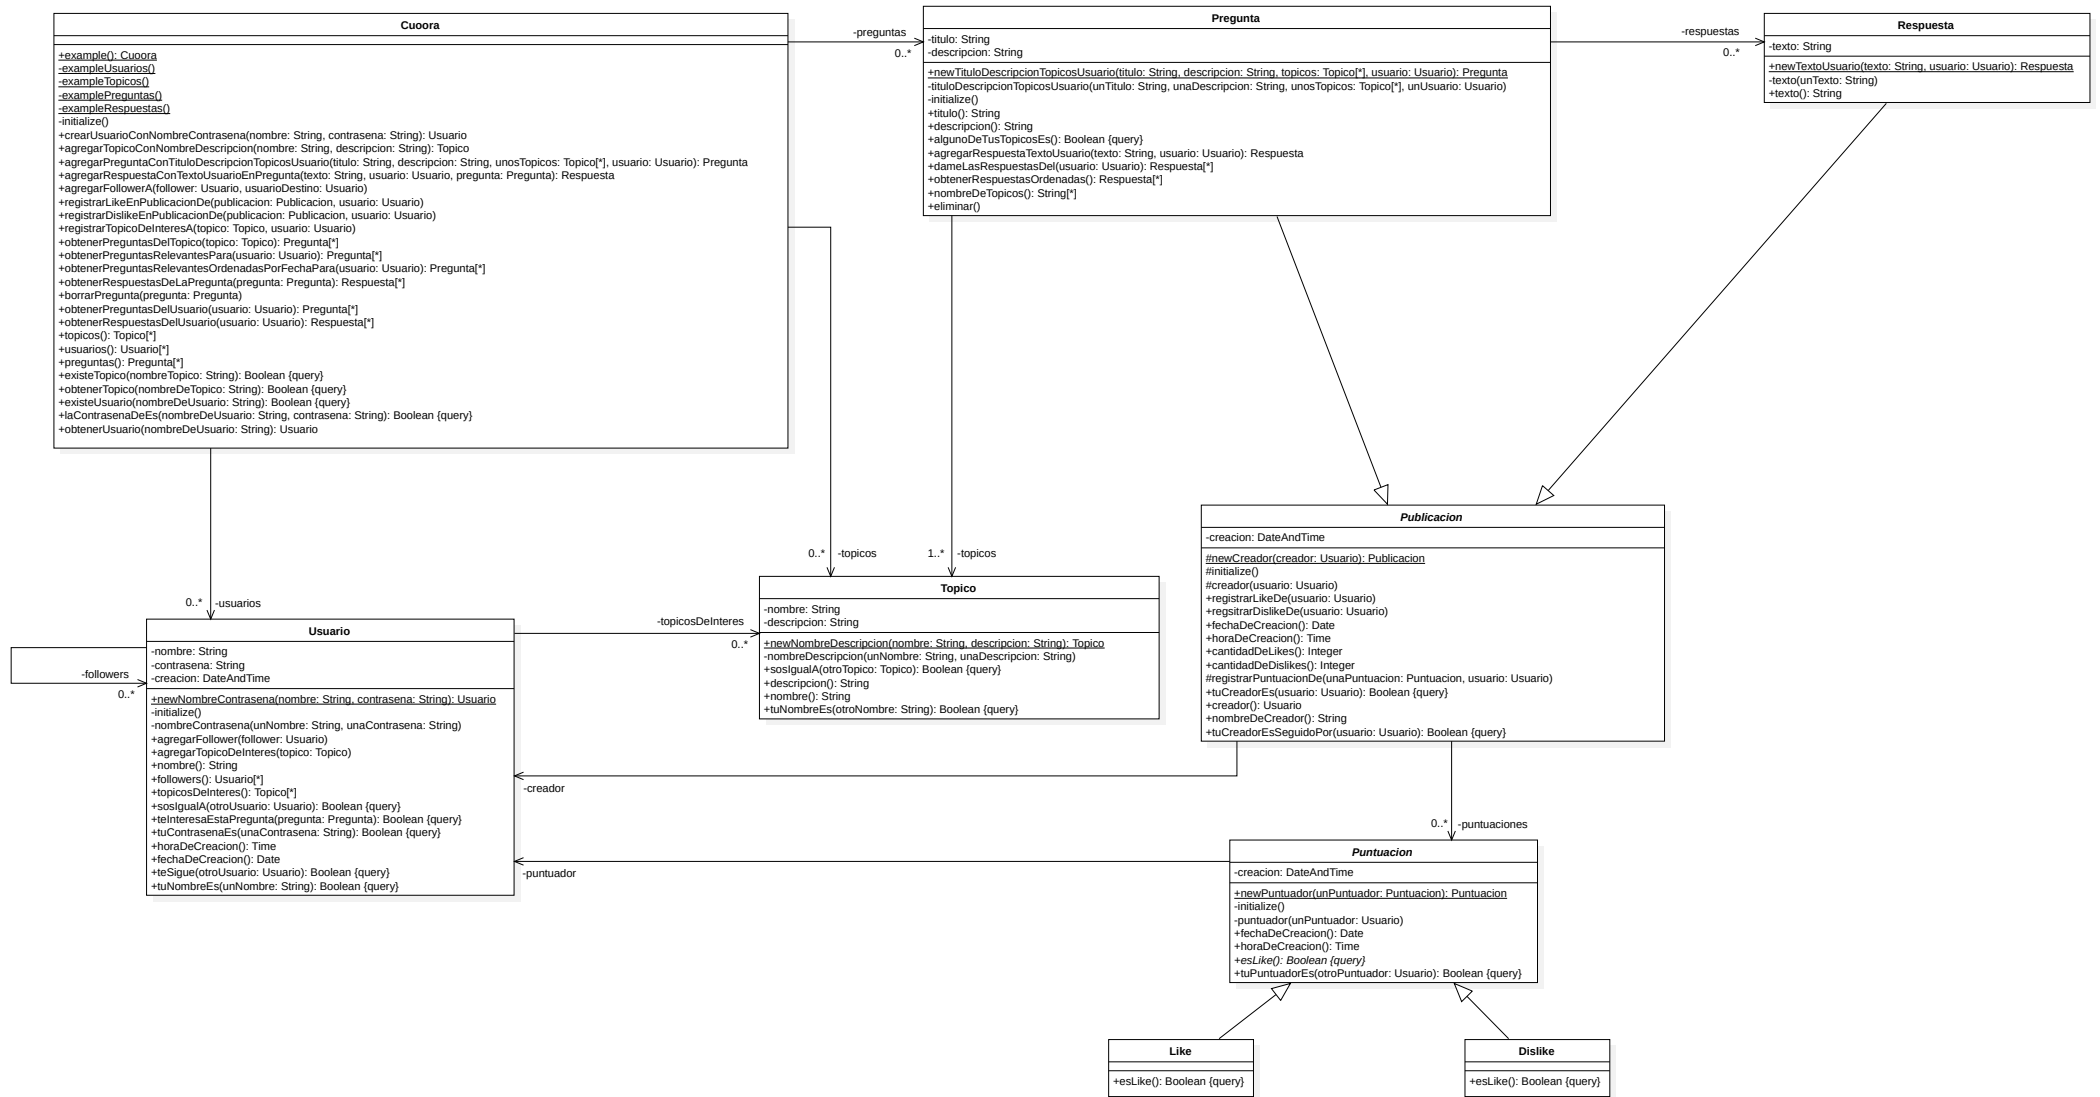 Cuoora
+example(): Cuoora
-exampleUsuarios()
-exampleTopicos()
-examplePreguntas()
-exampleRespuestas()
-initialize()
+crearUsuarioConNombreContrasena(nombre: String, contrasena: String): Usuario
+agregarTopicoConNombreDescripcion(nombre: String, descripcion: String): Topico
+agregarPreguntaConTituloDescripcionTopicosUsuario(titulo: String, descripcion: String, unosTopicos: Topico[*], usuario: Usuario): Pregunta
+agregarRespuestaConTextoUsuarioEnPregunta(texto: String, usuario: Usuario, pregunta: Pregunta): Respuesta
+agregarFollowerA(follower: Usuario, usuarioDestino: Usuario)
+registrarLikeEnPublicacionDe(publicacion: Publicacion, usuario: Usuario)
+registrarDislikeEnPublicacionDe(publicacion: Publicacion, usuario: Usuario)
+registrarTopicoDeInteresA(topico: Topico, usuario: Usuario)
+obtenerPreguntasDelTopico(topico: Topico): Pregunta[*]
+obtenerPreguntasRelevantesPara(usuario: Usuario): Pregunta[*]
+obtenerPreguntasRelevantesOrdenadasPorFechaPara(usuario: Usuario): Pregunta[*]
+obtenerRespuestasDeLaPregunta(pregunta: Pregunta): Respuesta[*]
+borrarPregunta(pregunta: Pregunta)
+obtenerPreguntasDelUsuario(usuario: Usuario): Pregunta[*]
+obtenerRespuestasDelUsuario(usuario: Usuario): Respuesta[*]
+topicos(): Topico[*]
+usuarios(): Usuario[*]
+preguntas(): Pregunta[*]
+existeTopico(nombreTopico: String): Boolean {query}
+obtenerTopico(nombreDeTopico: String): Boolean {query}
+existeUsuario(nombreDeUsuario: String): Boolean {query}
+laContrasenaDeEs(nombreDeUsuario: String, contrasena: String): Boolean {query}
+obtenerUsuario(nombreDeUsuario: String): Usuario
-preguntas
0..*
Pregunta
-titulo: String
-descripcion: String
+newTituloDescripcionTopicosUsuario(titulo: String, descripcion: String, topicos: Topico[*], usuario: Usuario): Pregunta
-tituloDescripcionTopicosUsuario(unTitulo: String, unaDescripcion: String, unosTopicos: Topico[*], unUsuario: Usuario)
-initialize()
+titulo(): String
+descripcion(): String
+algunoDeTusTopicosEs(): Boolean {query}
+agregarRespuestaTextoUsuario(texto: String, usuario: Usuario): Respuesta
+dameLasRespuestasDel(usuario: Usuario): Respuesta[*]
+obtenerRespuestasOrdenadas(): Respuesta[*]
+nombreDeTopicos(): String[*]
+eliminar()
-respuestas
0..*
Respuesta
-texto: String
+newTextoUsuario(texto: String, usuario: Usuario): Respuesta
-texto(unTexto: String)
+texto(): String
0..* -topicos
1..* -topicos
0..* -usuarios
Publicacion
-creacion: DateAndTime
#newCreador(creador: Usuario): Publicacion
#initialize()
#creador(usuario: Usuario)
+registrarLikeDe(usuario: Usuario)
+regsitrarDislikeDe(usuario: Usuario)
+fechaDeCreacion(): Date
+horaDeCreacion(): Time
+cantidadDeLikes(): Integer
+cantidadDeDislikes(): Integer
#registrarPuntuacionDe(unaPuntuacion: Puntuacion, usuario: Usuario)
+tuCreadorEs(usuario: Usuario): Boolean {query}
+creador(): Usuario
+nombreDeCreador(): String
+tuCreadorEsSeguidoPor(usuario: Usuario): Boolean {query}
Topico
-nombre: String
-descripcion: String
+newNombreDescripcion(nombre: String, descripcion: String): Topico
-nombreDescripcion(unNombre: String, unaDescripcion: String)
+sosIgualA(otroTopico: Topico): Boolean {query}
+descripcion(): String
+nombre(): String
+tuNombreEs(otroNombre: String): Boolean {query}
-topicosDeInteres
0..*
-followers
0..*
Usuario
-nombre: String
-contrasena: String
-creacion: DateAndTime
+newNombreContrasena(nombre: String, contrasena: String): Usuario
-initialize()
-nombreContrasena(unNombre: String, unaContrasena: String)
+agregarFollower(follower: Usuario)
+agregarTopicoDeInteres(topico: Topico)
+nombre(): String
+followers(): Usuario[*]
+topicosDeInteres(): Topico[*]
+sosIgualA(otroUsuario: Usuario): Boolean {query}
+teInteresaEstaPregunta(pregunta: Pregunta): Boolean {query}
+tuContrasenaEs(unaContrasena: String): Boolean {query}
+horaDeCreacion(): Time
+fechaDeCreacion(): Date
+teSigue(otroUsuario: Usuario): Boolean {query}
+tuNombreEs(unNombre: String): Boolean {query}
-creador
-puntuador
0..* -puntuaciones
Puntuacion
-creacion: DateAndTime
+newPuntuador(unPuntuador: Puntuacion): Puntuacion
-initialize()
-puntuador(unPuntuador: Usuario)
+fechaDeCreacion(): Date
+horaDeCreacion(): Time
+esLike(): Boolean {query}
+tuPuntuadorEs(otroPuntuador: Usuario): Boolean {query}
Like
+esLike(): Boolean {query}
Dislike
+esLike(): Boolean {query}